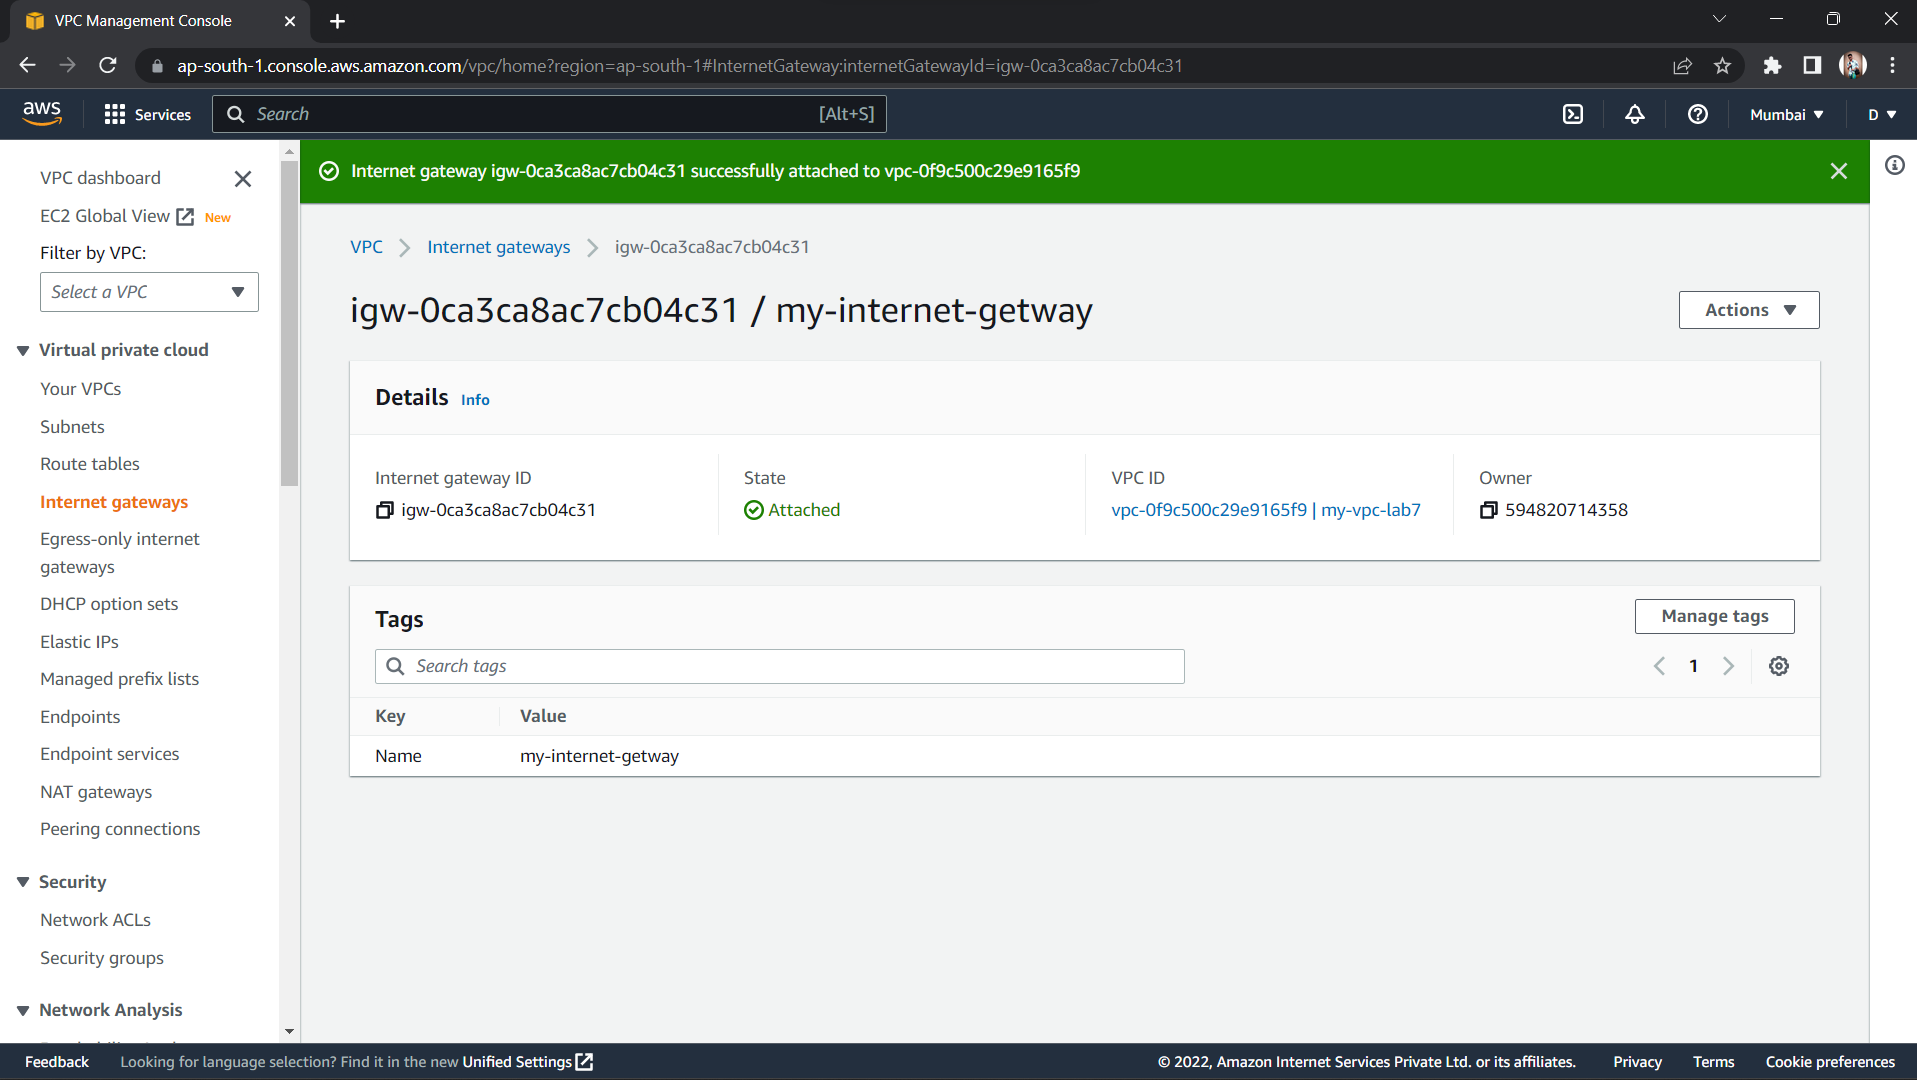 VPC Management Console
ap-south-1.console.aws.amazon.com/vpc/home?region=ap-south-1#InternetGateway:internetGatewayId=igw-0ca3ca8ac7cb04c31
aws
Services
Search
[Alt+S]
Mumbai
D
VPC dashboard
EC2 Global View New
Filter by VPC:
Select a VPC
Virtual private cloud
Your VPCs
Subnets
Route tables
Internet gateways
Egress-only internet
gateways
DHCP option sets
Elastic IPs
Managed prefix lists
Endpoints
Endpoint services
NAT gateways
Peering connections
Security
Network ACLs
Security groups
Network Analysis
Internet gateway igw-0ca3ca8ac7cb04c31 successfully attached to vpc-0f9c500c29e9165f9
VPC Internet gateways igw-0ca3ca8ac7cb04c31
igw-0ca3ca8ac7cb04c31 / my-internet-getway
Actions
Details Info
Internet gateway ID
igw-0ca3ca8ac7cb04c31
State
Attached
VPC ID
vpc-0f9c500c29e9165f9 | my-vpc-lab7
Owner
594820714358
Tags
Manage tags
Search tags
1
Key Value
Name my-internet-getway
Feedback
Looking for language selection? Find it in the new Unified Settings
© 2022, Amazon Internet Services Private Ltd. or its affiliates.
Privacy
Terms
Cookie preferences